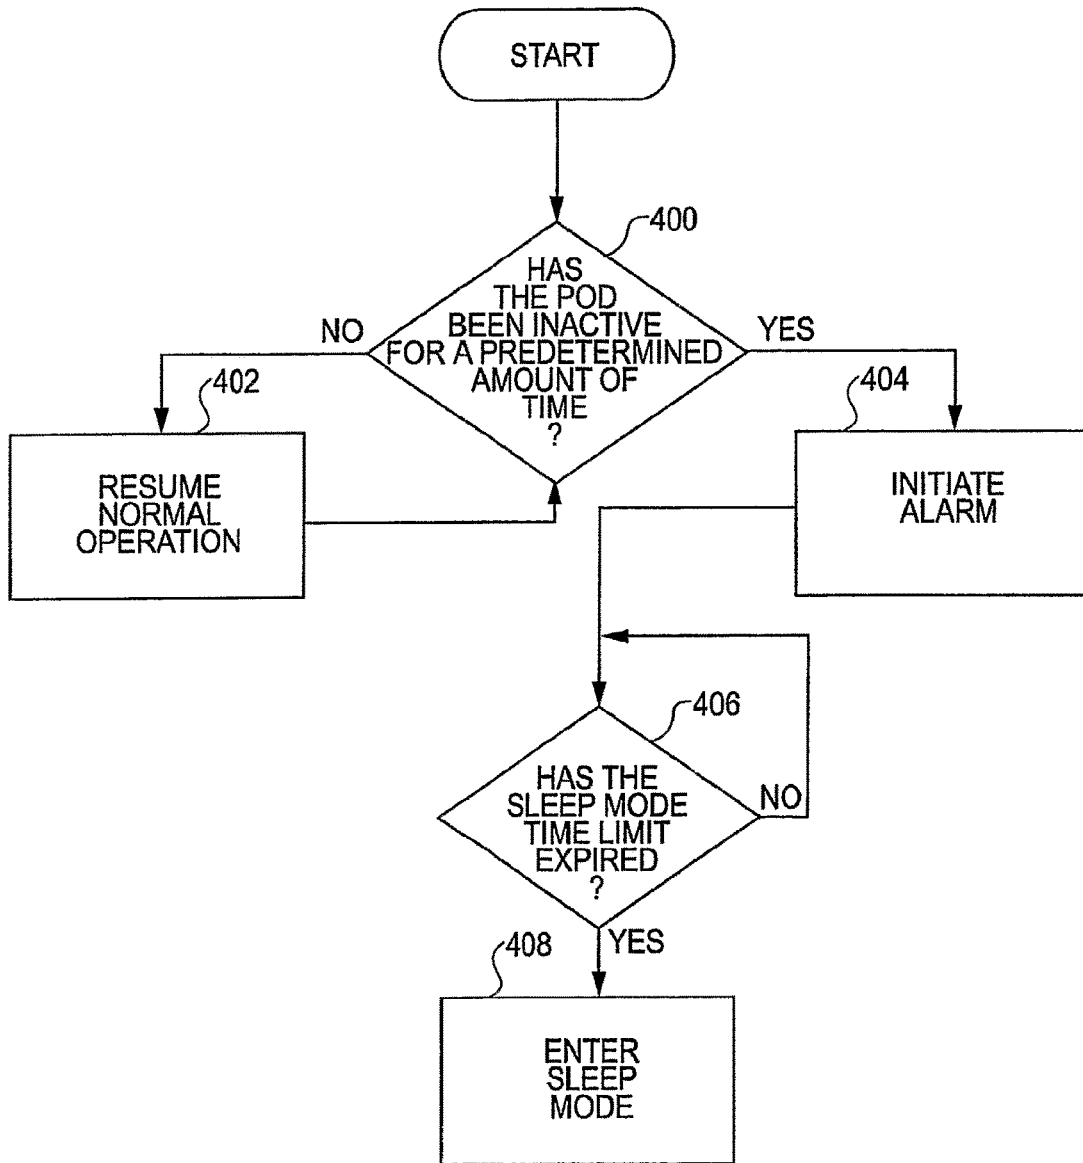 START
400
HAS
THE POD
BEEN INACTIVE
FOR A PREDETERMINED
AMOUNT OF
TIME
?
NO
YES
402
RESUME
NORMAL
OPERATION
404
INITIATE
ALARM
406
HAS THE
SLEEP MODE
TIME LIMIT
EXPIRED
?
NO
YES
408
ENTER
SLEEP
MODE